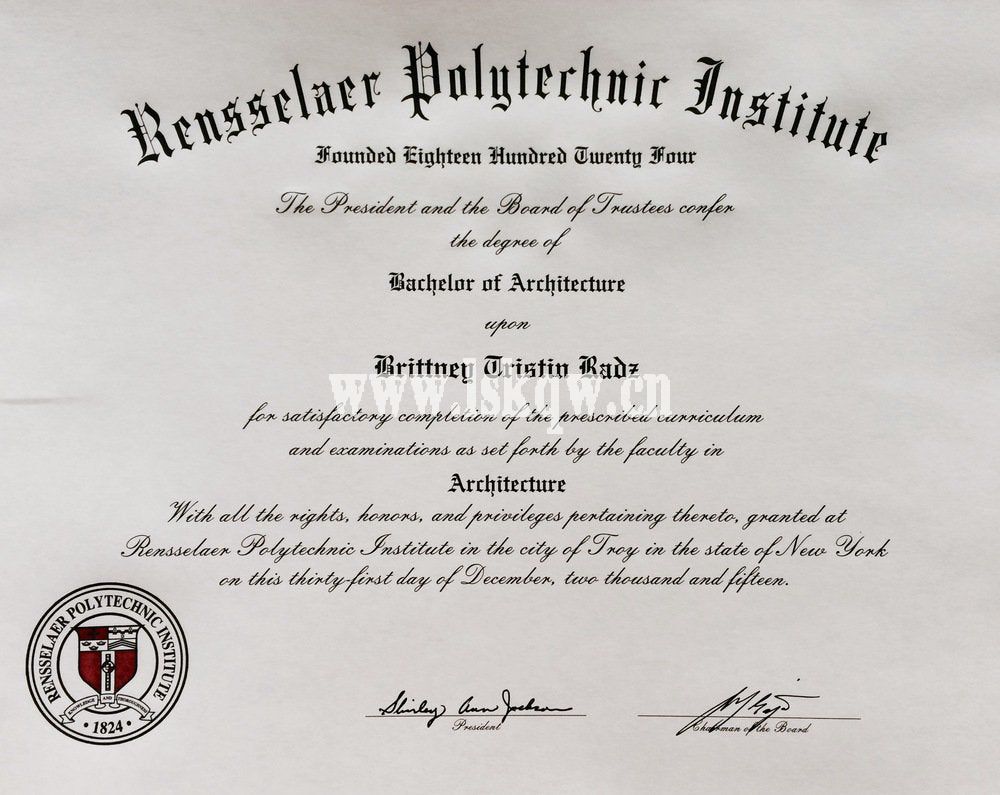 Rensselaer Polytechnic Institute
Founded Eighteen Hundred Twenty Four
The President and the Board of Trustees confer
the degree of
Bachelor of Architecture
upon
Brittney Tristin Radz
www.lskqw.cn
for satisfactory completion of the prescribed curriculum
and examinations as set forth by the faculty in
Architecture
With all the rights, honors, and privileges pertaining thereto, granted at
Rensselaer Polytechnic Institute in the city of Troy in the state of New York
on this thirty-first day of December, two thousand and fifteen.
RENSSELAER POLYTECHNIC INSTITUTE
KNOWLEDGE AND THOROUGHNESS
· 1824 ·
Shirley Ann Jackson
President
Chairman of the Board